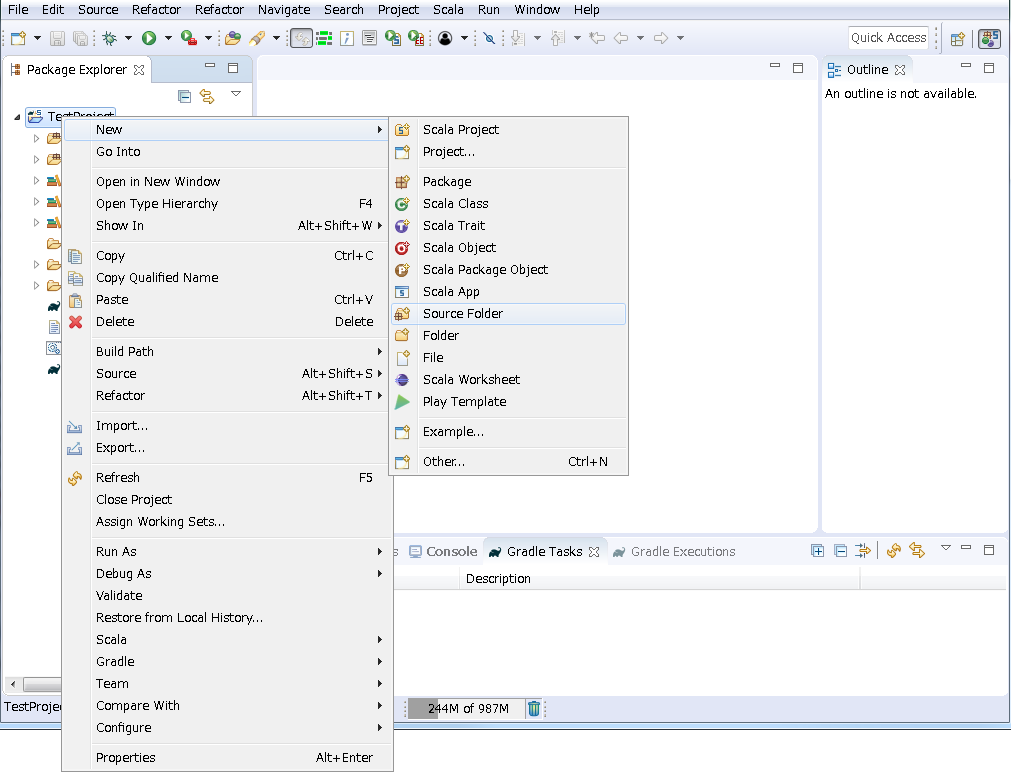 File Edit Source Refactor Refactor Navigate Search Project Scala Run Window Help
Quick Access
Package Explorer
Outline
An outline is not available.
TestProject
New
Go Into
Open in New Window
Open Type Hierarchy F4
Show In Alt+Shift+W
Copy Ctrl+C
Copy Qualified Name
Paste Ctrl+V
Delete Delete
Build Path
Source Alt+Shift+S
Refactor Alt+Shift+T
Import...
Export...
Refresh F5
Close Project
Assign Working Sets...
Run As
Debug As
Validate
Restore from Local History...
Scala
Gradle
Team
Compare With
Configure
Properties Alt+Enter
Scala Project
Project...
Package
Scala Class
Scala Trait
Scala Object
Scala Package Object
Scala App
Source Folder
Folder
File
Scala Worksheet
Play Template
Example...
Other... Ctrl+N
s Console Gradle Tasks Gradle Executions
Description
TestProje
244M of 987M